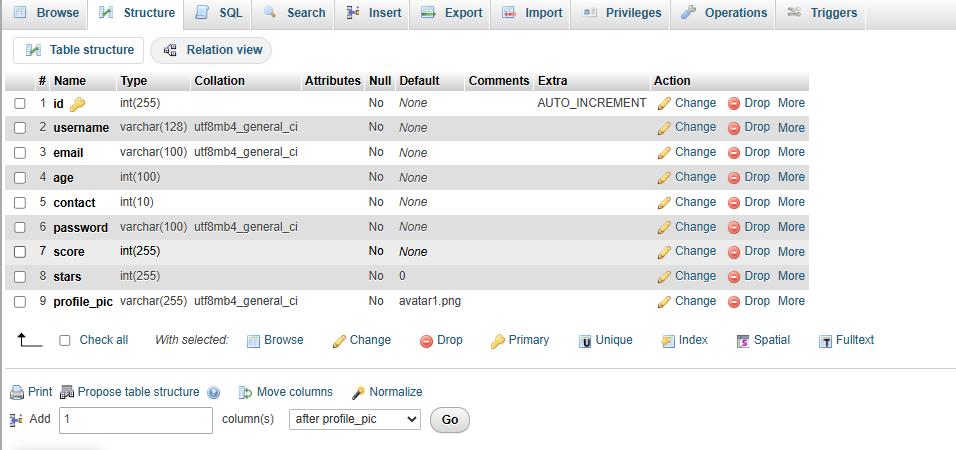 Browse Structure SQL Search Insert Export Import Privileges Operations Triggers
Table structure Relation view
# Name Type Collation Attributes Null Default Comments Extra Action
1 id int(255) No None AUTO_INCREMENT Change Drop More
2 username varchar(128) utf8mb4_general_ci No None Change Drop More
3 email varchar(100) utf8mb4_general_ci No None Change Drop More
4 age int(100) No None Change Drop More
5 contact int(10) No None Change Drop More
6 password varchar(100) utf8mb4_general_ci No None Change Drop More
7 score int(255) No None Change Drop More
8 stars int(255) No 0 Change Drop More
9 profile_pic varchar(255) utf8mb4_general_ci No avatar1.png Change Drop More
Check all With selected: Browse Change Drop Primary Unique Index Spatial Fulltext
Print Propose table structure Move columns Normalize
Add 1 column(s) after profile_pic Go